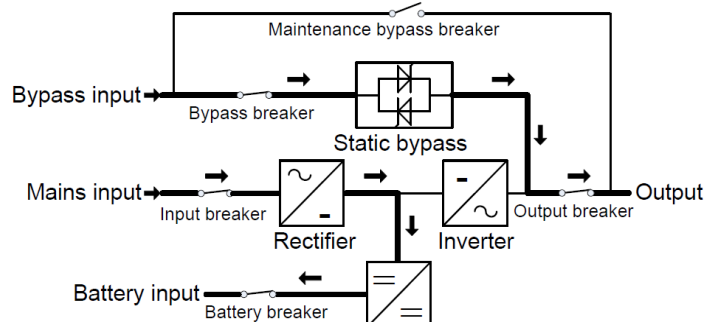 Maintenance bypass breaker
Bypass input
Bypass breaker
Static bypass
Mains input
Input breaker
Rectifier
Inverter
Output breaker
Output
Battery input
Battery breaker